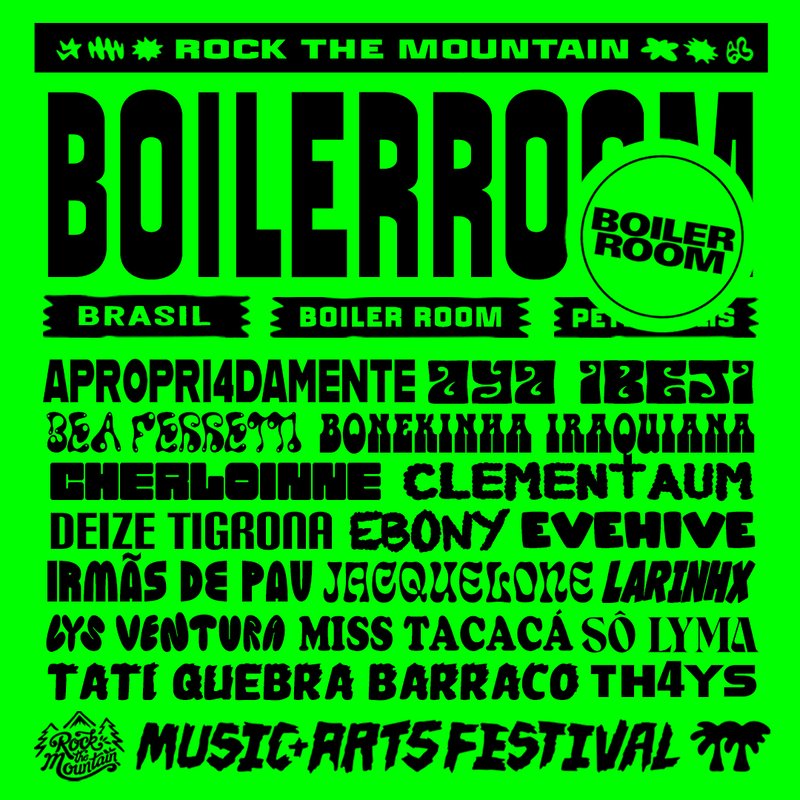 ROCK THE MOUNTAIN
BOILERROOM
BOILER
ROOM
BRASIL BOILER ROOM
APROPRI4DAMENTE AYA IBEJI
BEA FERRETTI BONEKINHA IRAQUIANA
CHERLOINNE CLEMENTAUM
DEIZE TIGRONA EBONY EVEHIVE
IRMÃS DE PAU JACQUELONE LARINHX
LYS VENTURA MISS TACACÁ SÔ LYMA
TATI QUEBRA BARRACO TH4YS
Rock the Mountain MUSIC+ARTS FESTIVAL